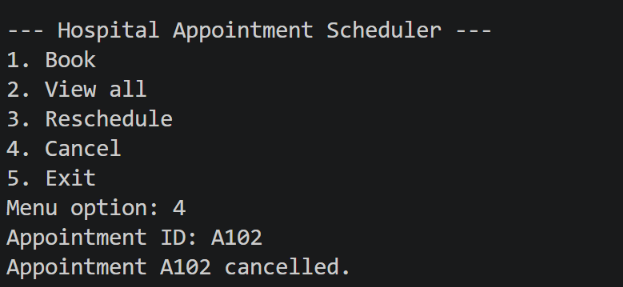 --- Hospital Appointment Scheduler ---
1. Book
2. View all
3. Reschedule
4. Cancel
5. Exit
Menu option: 4
Appointment ID: A102
Appointment A102 cancelled.